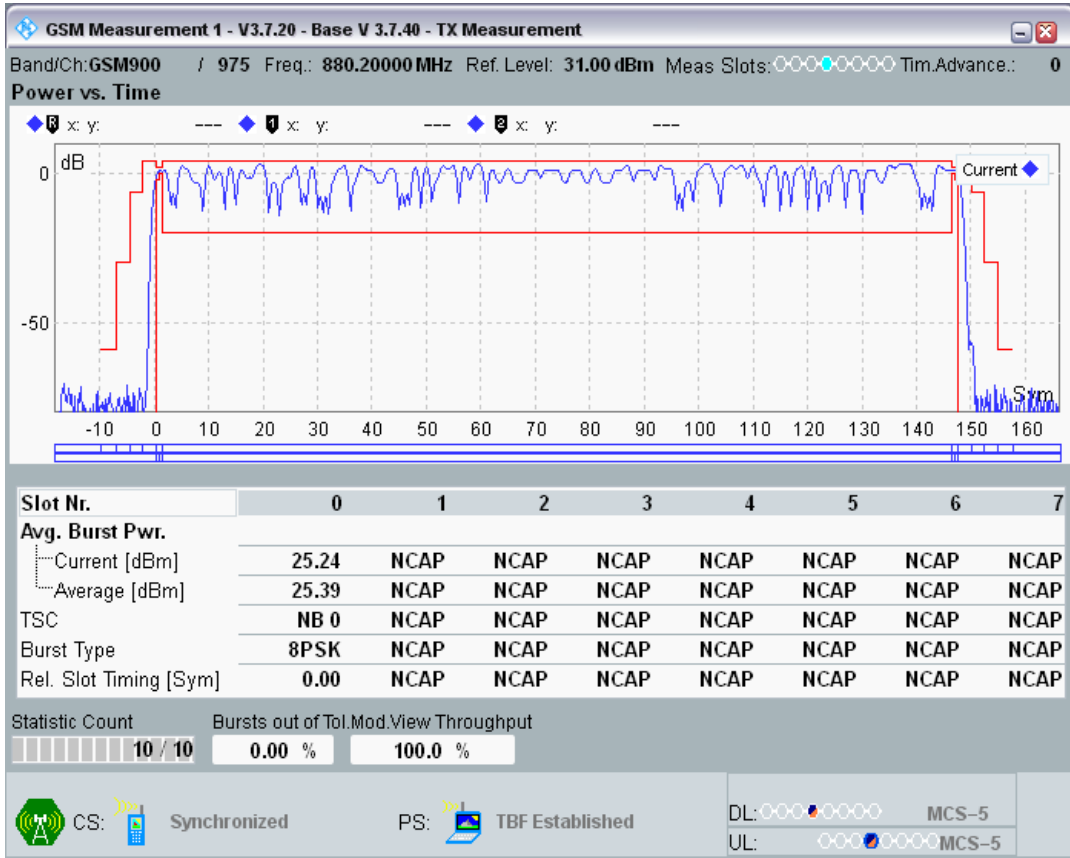 GSM Measurement 1 - V3.7.20 - Base V 3.7.40 - TX Measurement
Band/Ch:GSM900 / 975 Freq.: 880.20000 MHz Ref. Level: 31.00 dBm Meas Slots: Tim.Advance.: 0
Power vs. Time
R x: y: --- 1 x: y: --- 2 x: y: ---
dB
Current
0
-50
Sym
-10 0 10 20 30 40 50 60 70 80 90 100 110 120 130 140 150 160
Slot Nr. 0 1 2 3 4 5 6 7
Avg. Burst Pwr.
Current [dBm] 25.24 NCAP NCAP NCAP NCAP NCAP NCAP NCAP
Average [dBm] 25.39 NCAP NCAP NCAP NCAP NCAP NCAP NCAP
TSC NB 0 NCAP NCAP NCAP NCAP NCAP NCAP NCAP
Burst Type 8PSK NCAP NCAP NCAP NCAP NCAP NCAP NCAP
Rel. Slot Timing [Sym] 0.00 NCAP NCAP NCAP NCAP NCAP NCAP NCAP
Statistic Count Bursts out of Tol.Mod.View Throughput
10 / 10 0.00 % 100.0 %
CS: Synchronized PS: TBF Established
DL: MCS-5
UL: MCS-5